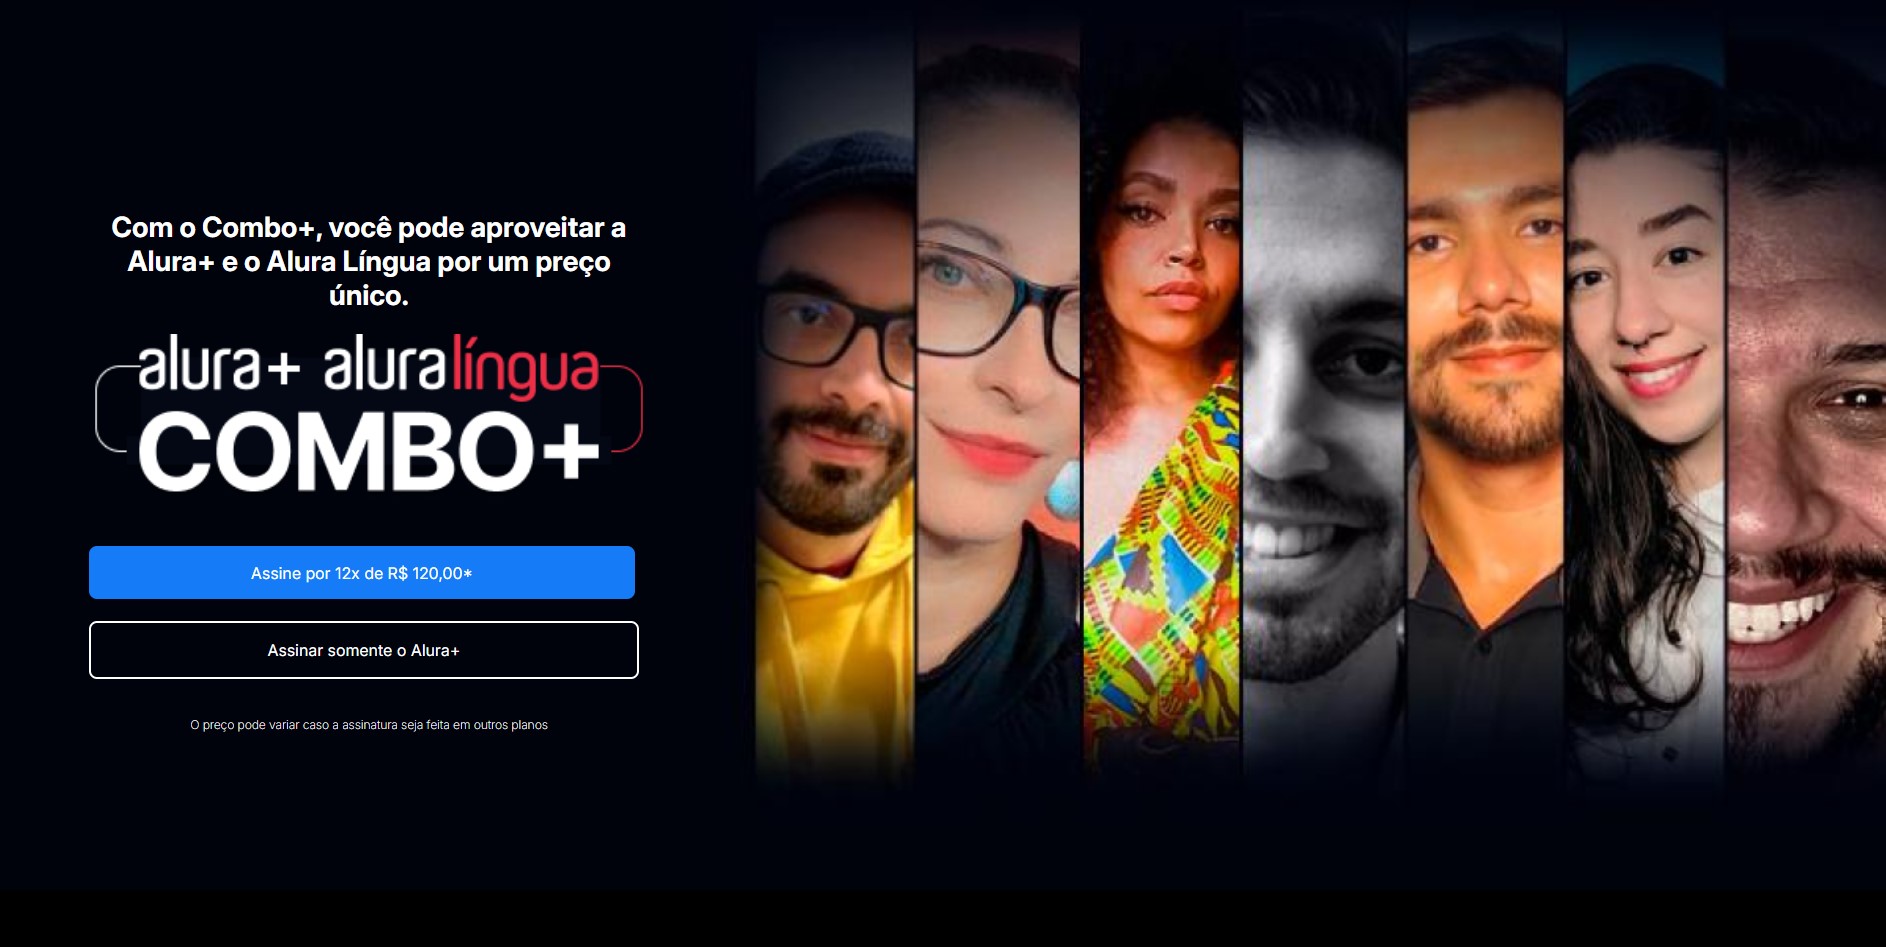 Com o Combo+, você pode aproveitar a
Alura+ e o Alura Língua por um preço
único.
alura+ aluralíngua
COMBO+
Assine por 12x de R$ 120,00*
Assinar somente o Alura+
O preço pode variar caso a assinatura seja feita em outros planos